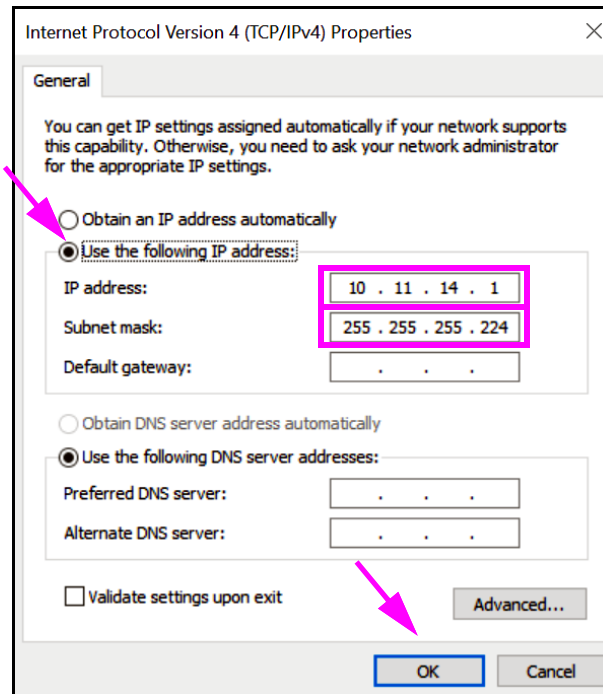 Internet Protocol Version 4 (TCP/IPv4) Properties
General
You can get IP settings assigned automatically if your network supports
this capability. Otherwise, you need to ask your network administrator
for the appropriate IP settings.
Obtain an IP address automatically
Use the following IP address:
IP address: 10 . 11 . 14 . 1
Subnet mask: 255 . 255 . 255 . 224
Default gateway: . . .
Obtain DNS server address automatically
Use the following DNS server addresses:
Preferred DNS server: . . .
Alternate DNS server: . . .
Validate settings upon exit
Advanced...
OK Cancel